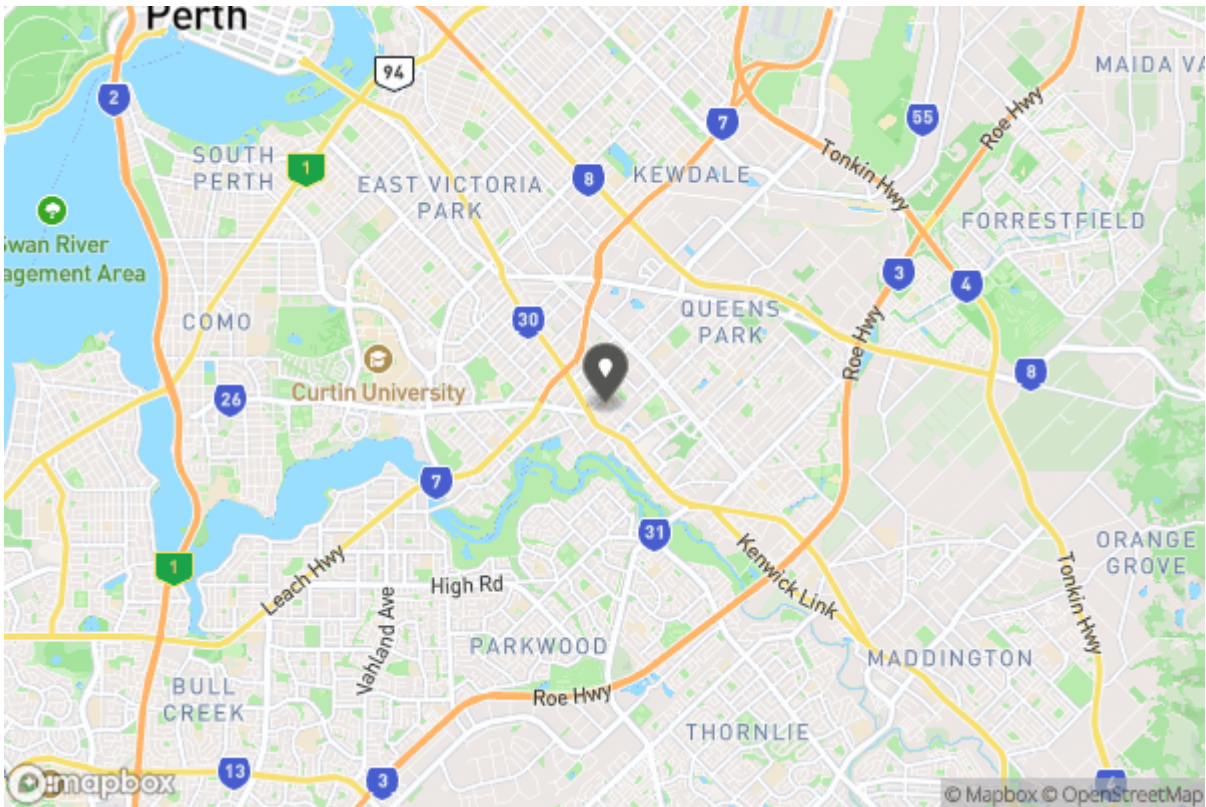 Perth
94
MAIDA VA
2
55
7
Roe Hwy
SOUTH
PERTH
1
Tonkin Hwy
EAST VICTORIA
PARK
8
KEWDALE
FORRESTFIELD
Swan River
agement Area
3
4
COMO
30
QUEENS
PARK
Roe Hwy
Curtin University
8
26
7
31
ORANGE
GROVE
1
Leach Hwy
High Rd
Kenwick Link
Tonkin Hwy
Vahland Ave
PARKWOOD
MADDINGTON
BULL
CREEK
Roe Hwy
THORNLIE
13
3
mapbox
© Mapbox © OpenStreetMap